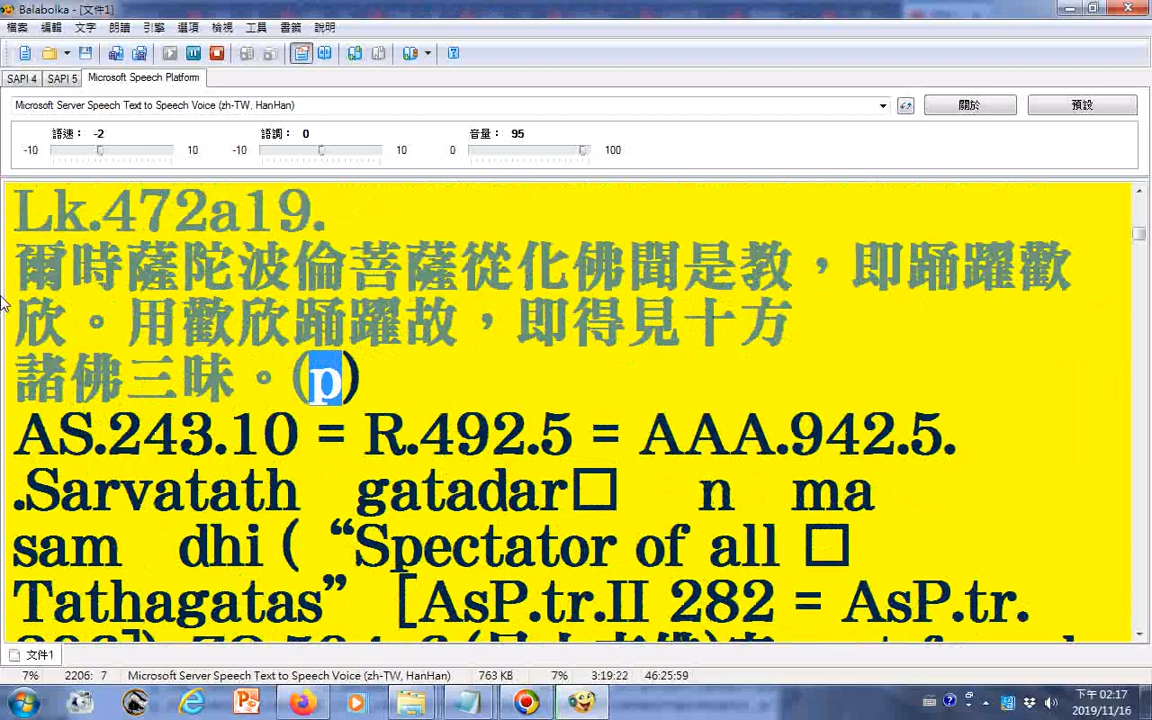 Balabolka - [文件1]
檔案 編輯 文字 朗讀 引擎 選項 檢視 工具 書籤 說明
SAPI 4 SAPI 5 Microsoft Speech Platform
Microsoft Server Speech Text to Speech Voice (zh-TW, HanHan) 關於 預設
語速： -2 語調： 0 音量： 95
-10 10 -10 10 0 100
Lk.472a19.
爾時薩陀波倫菩薩從化佛聞是教，即踊躍歡
欣。用歡欣踊躍故，即得見十方
諸佛三昧。(p)
AS.243.10 = R.492.5 = AAA.942.5.
.Sarvatath gatadar□ n ma
sam dhi ( “Spectator of all □
Tathagatas” [AsP.tr.II 282 = AsP.tr.
文件1
7% 2206: 7 Microsoft Server Speech Text to Speech Voice (zh-TW, HanHan) 763 KB 7% 3:19:22 46:25:59
下午 02:17
2019/11/16